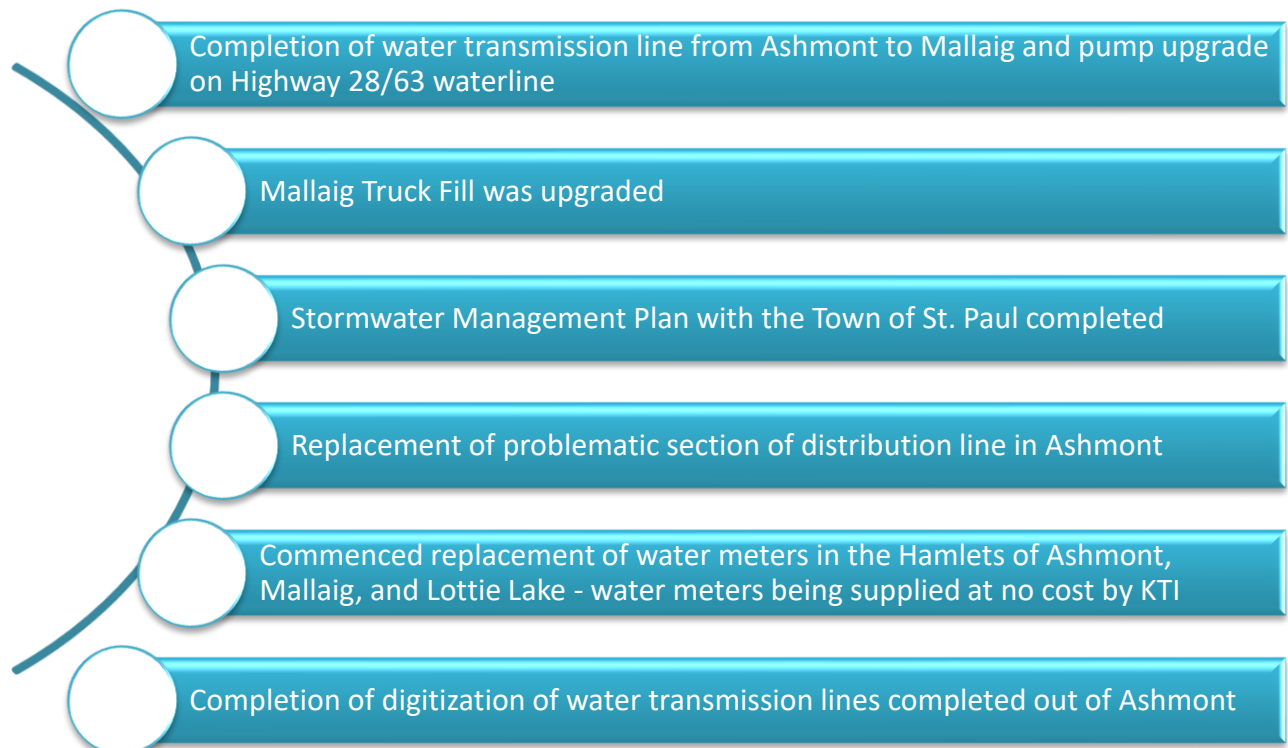 Completion of water transmission line from Ashmont to Mallaig and pump upgrade
on Highway 28/63 waterline
Mallaig Truck Fill was upgraded
Stormwater Management Plan with the Town of St. Paul completed
Replacement of problematic section of distribution line in Ashmont
Commenced replacement of water meters in the Hamlets of Ashmont,
Mallaig, and Lottie Lake - water meters being supplied at no cost by KTI
Completion of digitization of water transmission lines completed out of Ashmont